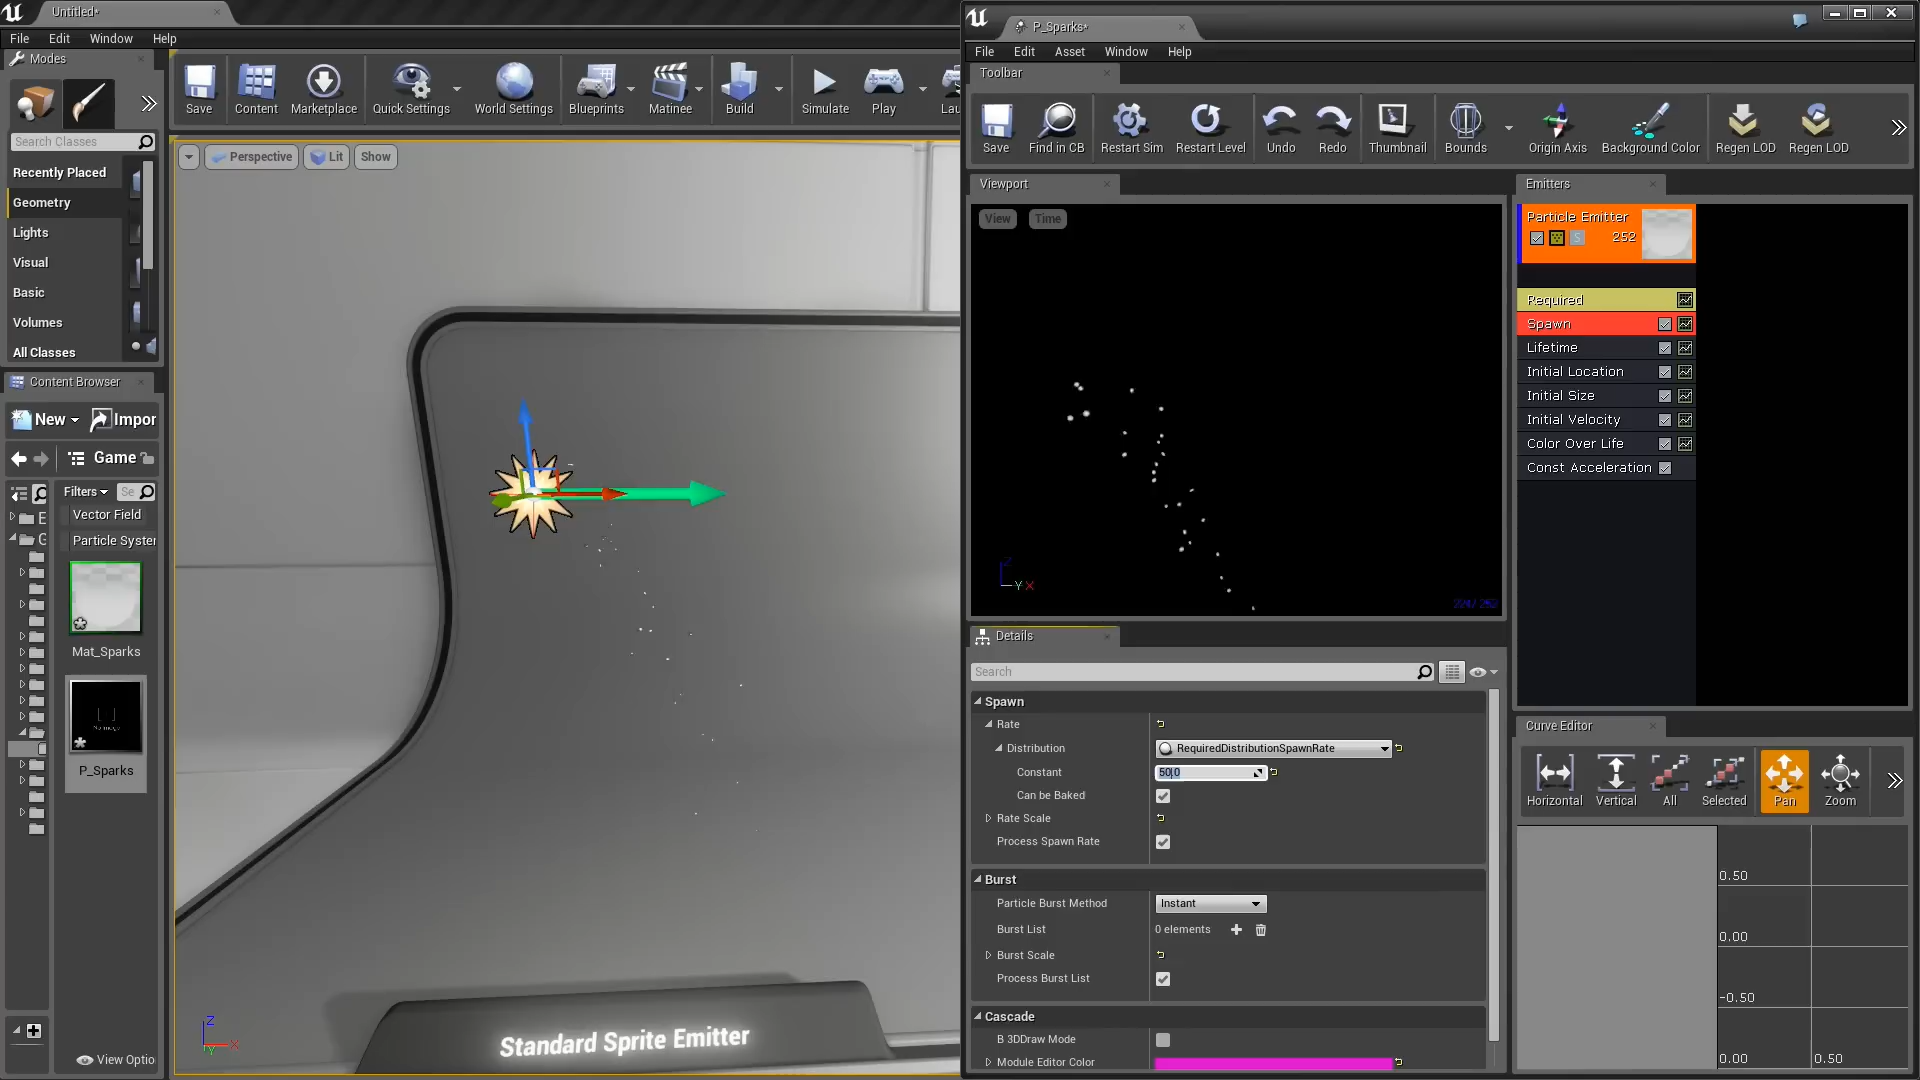 Untitled*
File Edit Window Help
Modes
Search Classes
Recently Placed
Geometry
Lights
Visual
Basic
Volumes
All Classes
Content Browser
New
Impor
Game
Filters
Se
Vector Field
Particle Syster
Mat_Sparks
P_Sparks
View Optio
Save
Content
Marketplace
Quick Settings
World Settings
Blueprints
Matinee
Build
Simulate
Play
Lau
Perspective
Lit
Show
Standard Sprite Emitter
P_Sparks*
File Edit Asset Window Help
Toolbar
Save
Find in CB
Restart Sim
Restart Level
Undo
Redo
Thumbnail
Bounds
Origin Axis
Background Color
Regen LOD
Regen LOD
Viewport
View
Time
Z
Y X
224/ 252
Emitters
Particle Emitter
252
Required
Spawn
Lifetime
Initial Location
Initial Size
Initial Velocity
Color Over Life
Const Acceleration
Details
Search
Spawn
Rate
Distribution RequiredDistributionSpawnRate
Constant 50.0
Can be Baked
Rate Scale
Process Spawn Rate
Burst
Particle Burst Method Instant
Burst List 0 elements
Burst Scale
Process Burst List
Cascade
B 3DDraw Mode
Module Editor Color
Curve Editor
Horizontal
Vertical
All
Selected
Pan
Zoom
0.50
0.00
-0.50
0.00 0.50